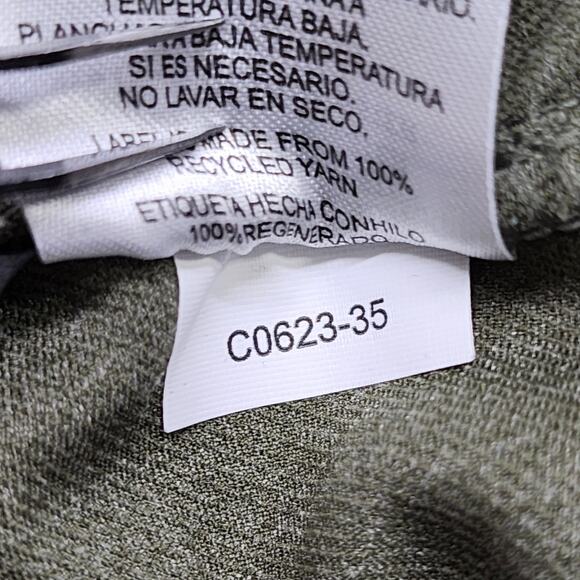 TEMPERATURA BAJA.
BAJA TEMPERATURA
SI ES NECESARIO.
NO LAVAR EN SECO.
MADE FROM 100%
RECYCLED YARN
ETIQUETA HECHA CON HILO
100% REGENERADO
C0623-35